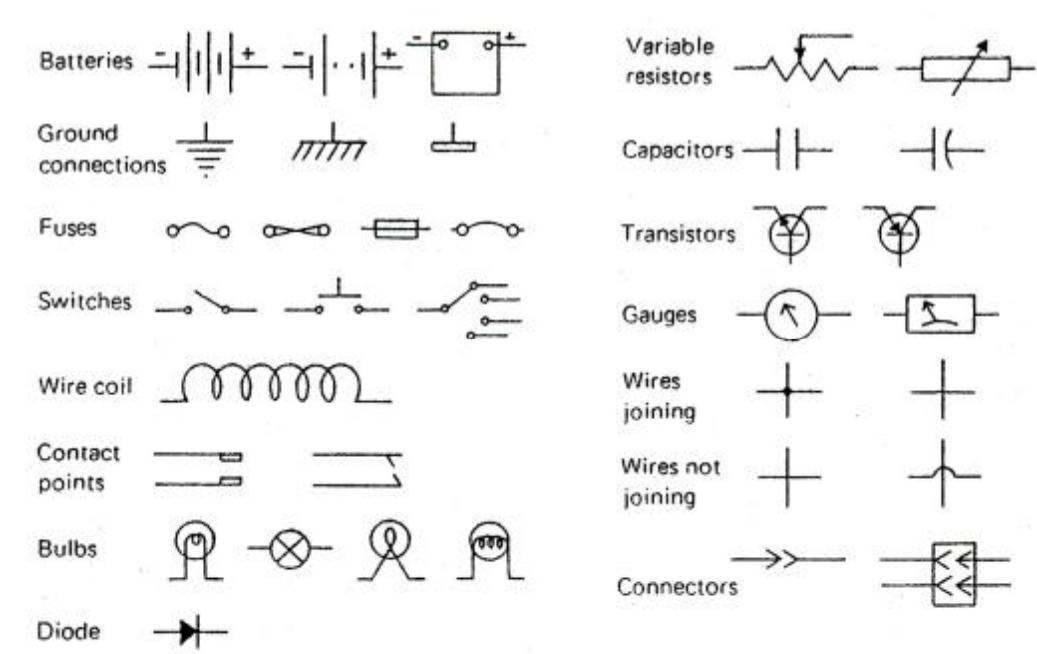 Batteries
- + - + - +
Ground
connections
Fuses
Switches
Wire coil
Contact
points
Bulbs
Diode
Variable
resistors
Capacitors
Transistors
Gauges
Wires
joining
Wires not
joining
Connectors